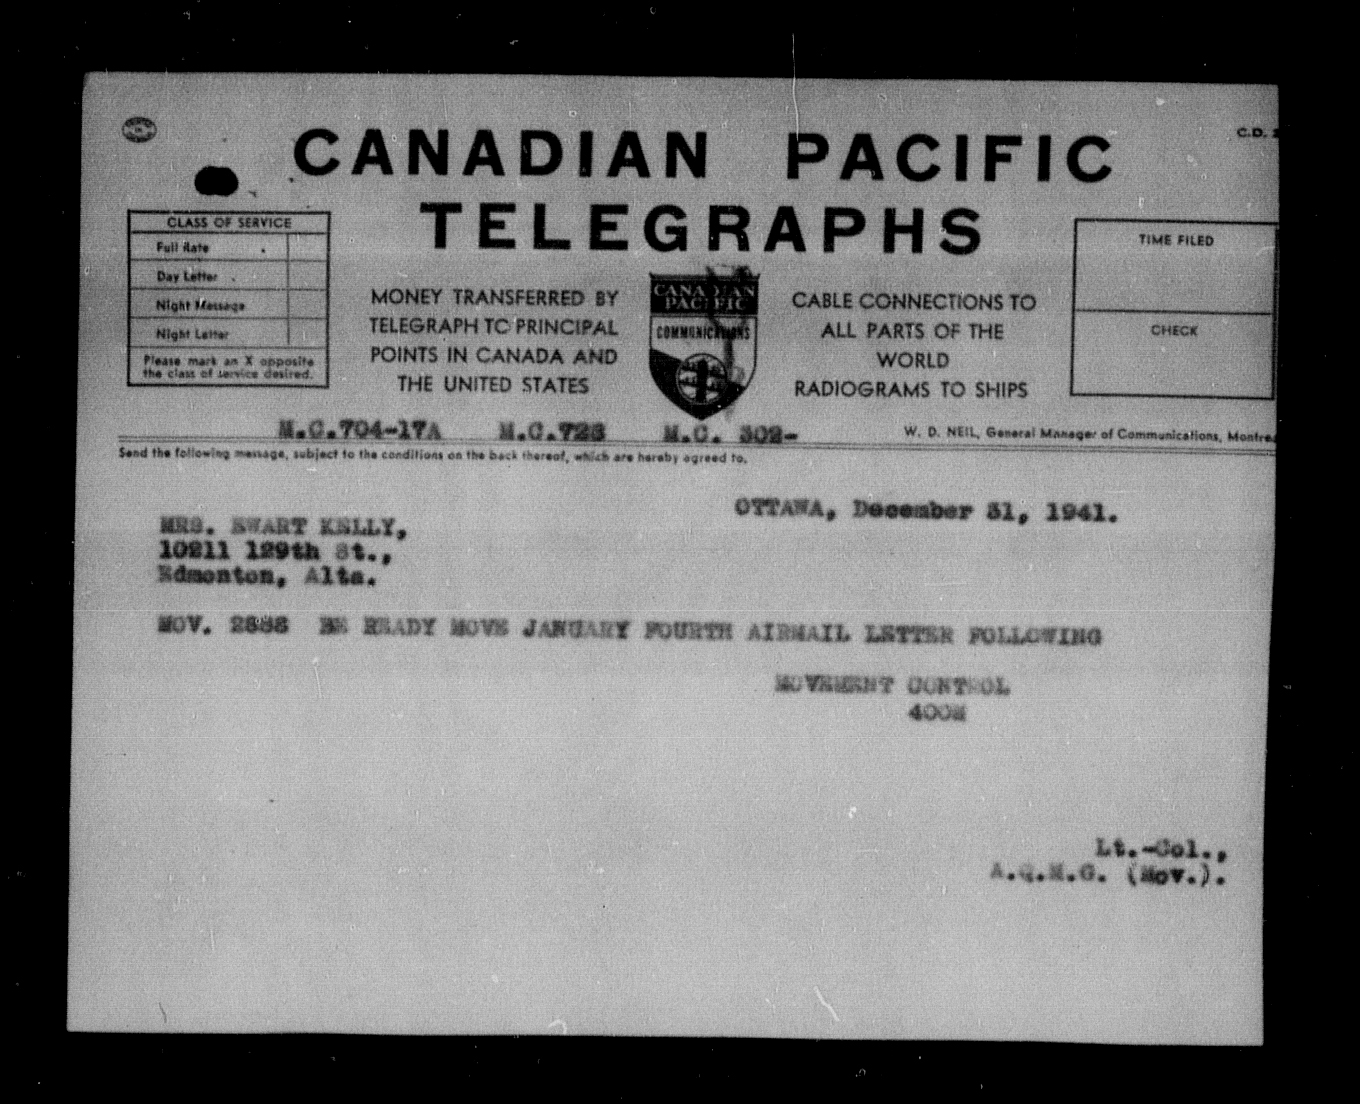 CANADIAN PACIFIC
TELEGRAPHS
C.D.
CLASS OF SERVICE
Full Rate
Day Letter
Night Message
Night Letter
Please mark an X opposite
the class of service desired.
MONEY TRANSFERRED BY
TELEGRAPH TO PRINCIPAL
POINTS IN CANADA AND
THE UNITED STATES
CANADIAN
PACIFIC
COMMUNICATIONS
CABLE CONNECTIONS TO
ALL PARTS OF THE
WORLD
RADIOGRAMS TO SHIPS
TIME FILED
CHECK
M.C.704-17A M.C.728 M.C. 302-
W. D. NEIL, General Manager of Communications, Montrea
Send the following message, subject to the conditions on the back thereof, which are hereby agreed to.
OTTAWA, December 31, 1941.
MRS. EWART KELLY,
10211 129th St.,
Edmonton, Alta.
MOV. 2888 BE READY MOVE JANUARY FOURTH AIRMAIL LETTER FOLLOWING
MOVEMENT CONTROL
400M
Lt.-Col.,
A.Q.M.G. (Mov.).